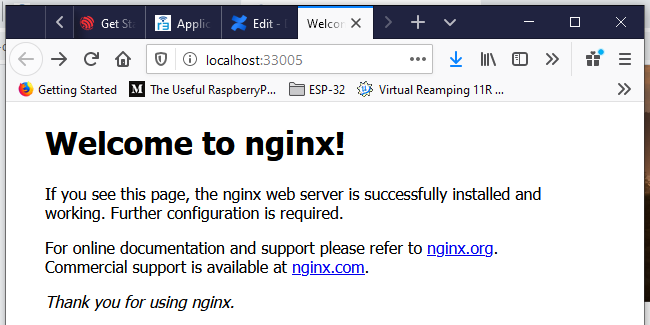 Get Sta
Applic
Edit - 
Welco
localhost:33005
Getting Started
M
The Useful RaspberryP...
ESP-32
Virtual Reamping 11R ...
Welcome to nginx!
If you see this page, the nginx web server is successfully installed and
working. Further configuration is required.
For online documentation and support please refer to nginx.org.
Commercial support is available at nginx.com.
Thank you for using nginx.